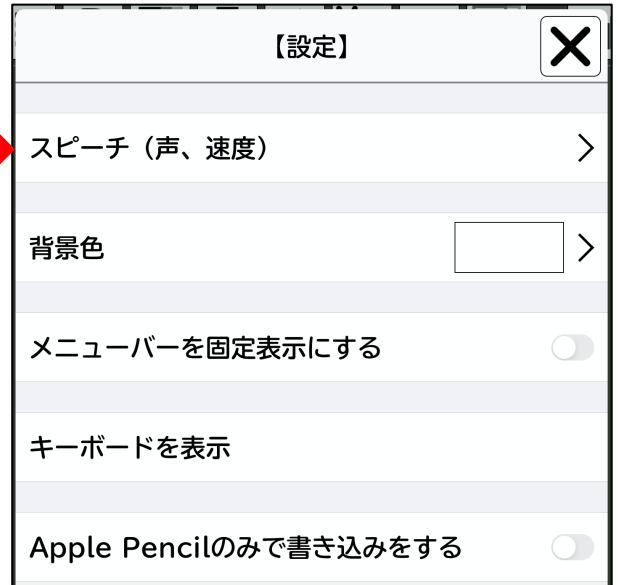 【設定】
スピーチ（声、速度）
背景色
メニューバーを固定表示にする
キーボードを表示
Apple Pencilのみで書き込みをする